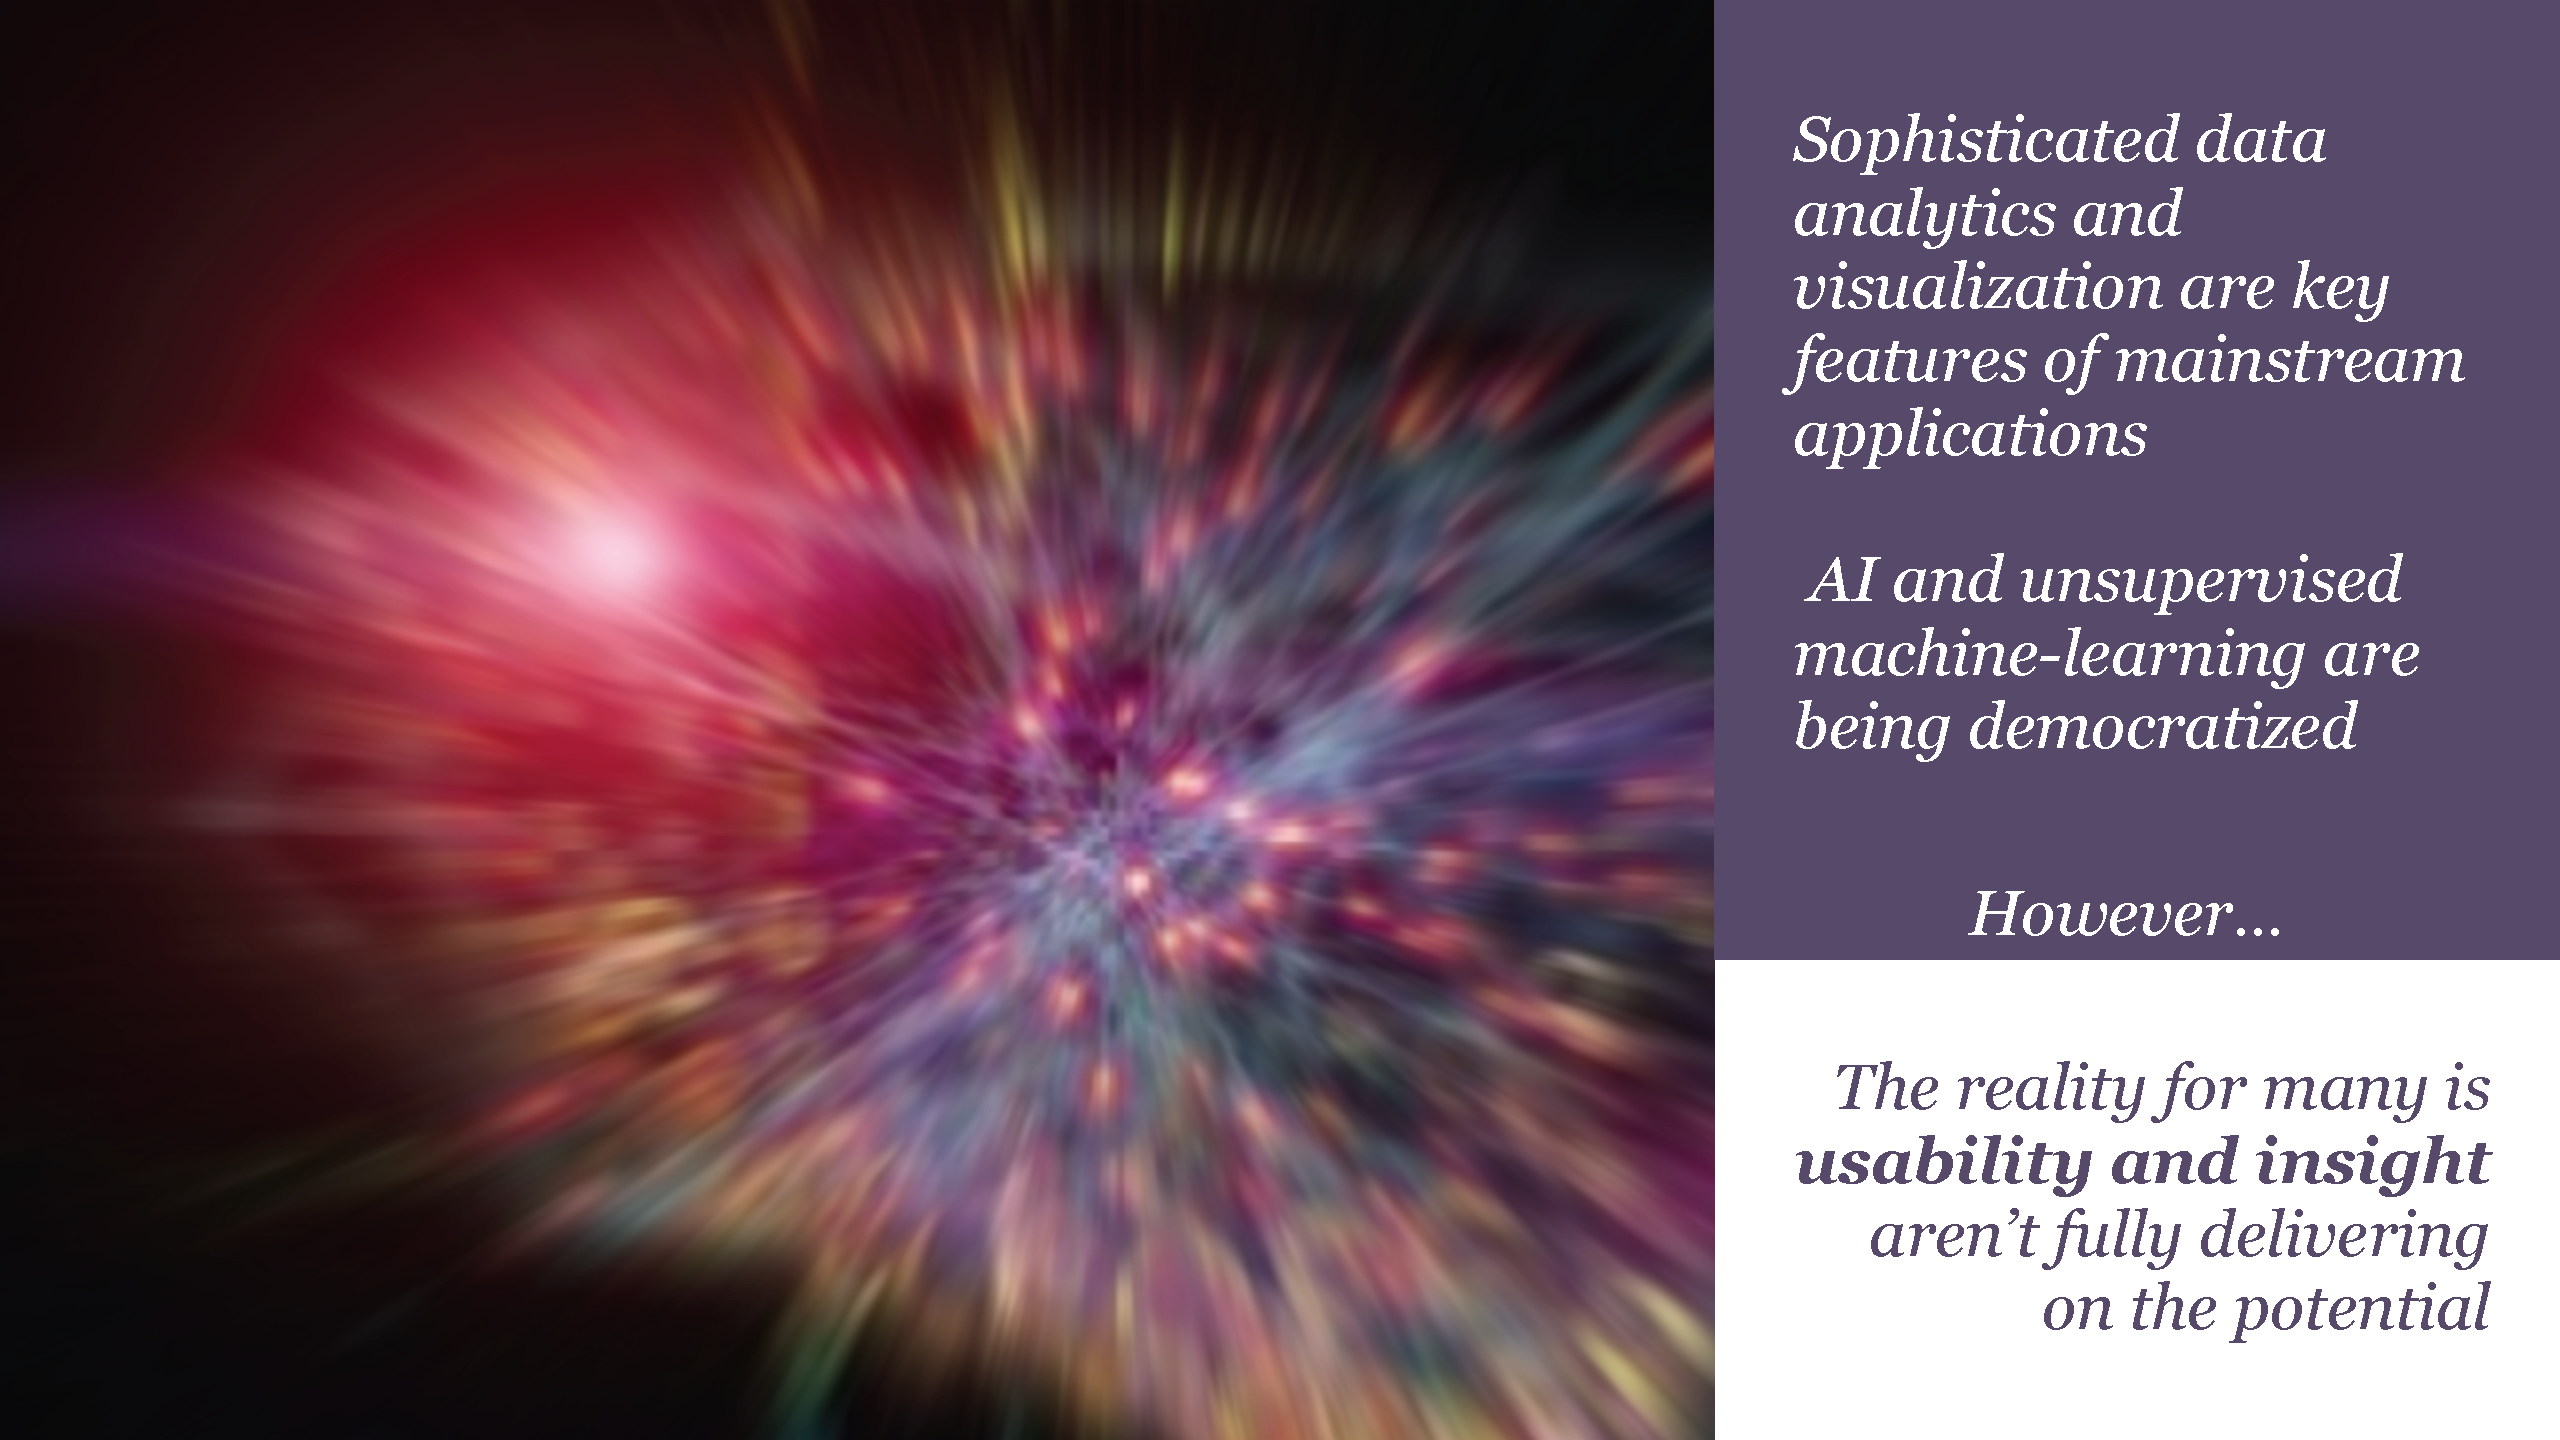 Sophisticated data
analytics and
visualization are key
features of mainstream
applications
AI and unsupervised
machine-learning are
being democratized
However...
The reality for many is
usability and insight
aren’t fully delivering
on the potential